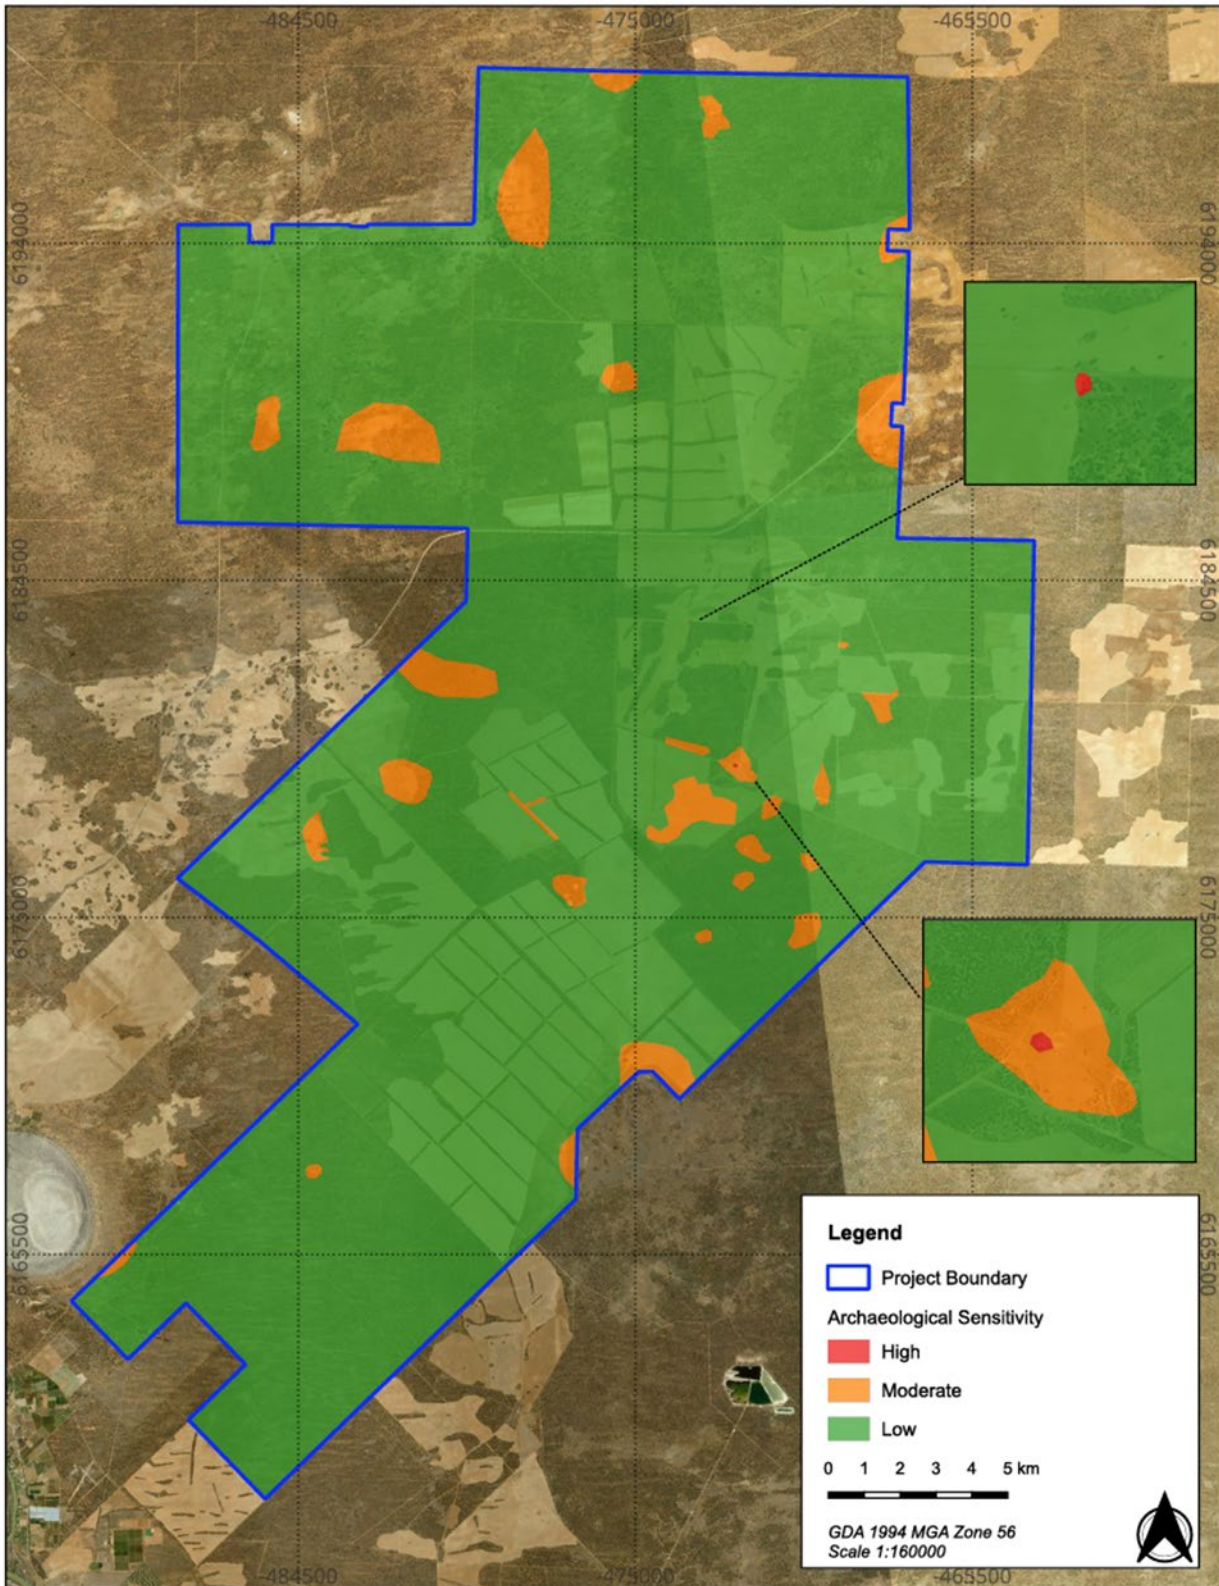 -484500 -475000 -465500
6194000 6194000
6184500 6184500
6175000 6175000
6165500 6165500
Legend
Project Boundary
Archaeological Sensitivity
High
Moderate
Low
0 1 2 3 4 5 km
GDA 1994 MGA Zone 56
Scale 1:160000
-484500 -475000 -465500